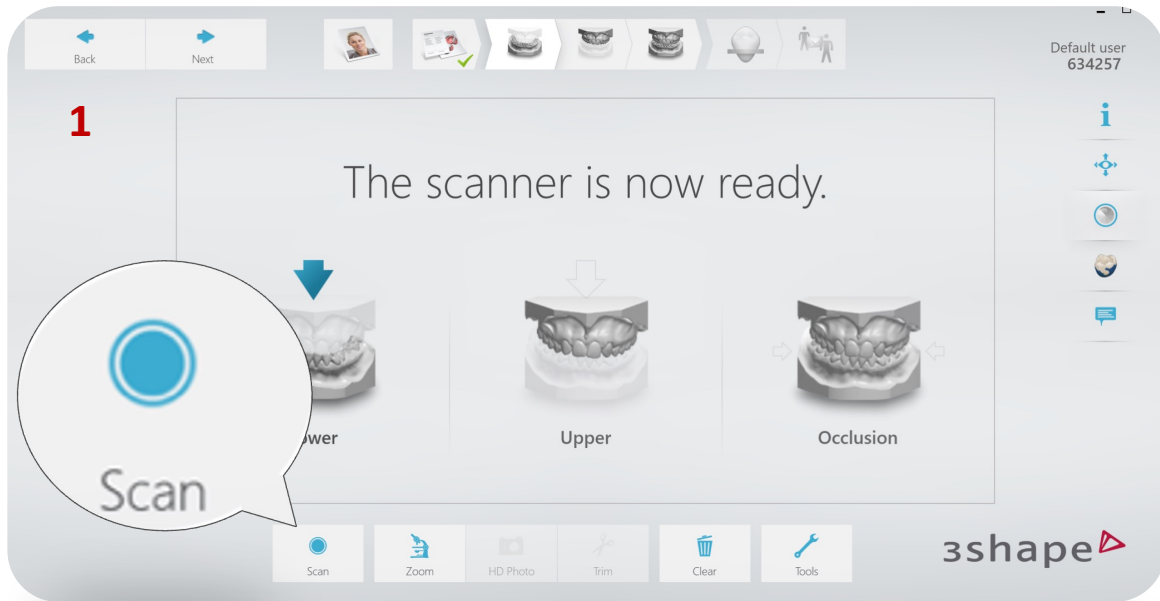 Back
Next
Default user
634257
1
i
The scanner is now ready.
Scan
ower
Upper
Occlusion
Scan
Zoom
HD Photo
Trim
Clear
Tools
3shape